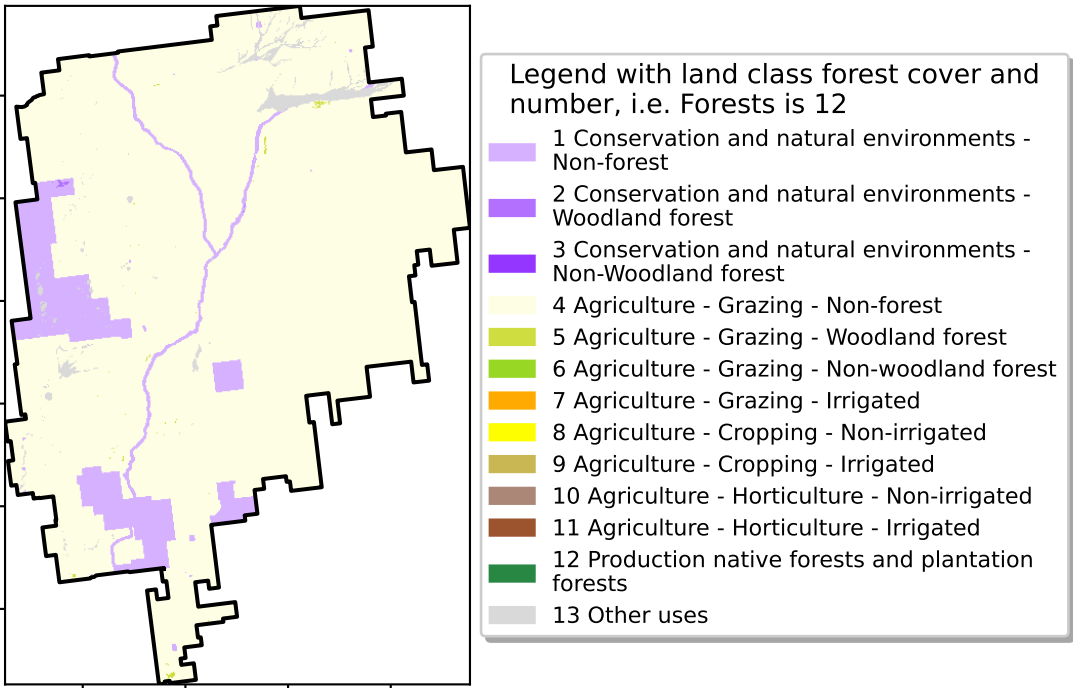 Legend with land class forest cover and
number, i.e. Forests is 12
1 Conservation and natural environments -
Non-forest
2 Conservation and natural environments -
Woodland forest
3 Conservation and natural environments -
Non-Woodland forest
4 Agriculture - Grazing - Non-forest
5 Agriculture - Grazing - Woodland forest
6 Agriculture - Grazing - Non-woodland forest
7 Agriculture - Grazing - Irrigated
8 Agriculture - Cropping - Non-irrigated
9 Agriculture - Cropping - Irrigated
10 Agriculture - Horticulture - Non-irrigated
11 Agriculture - Horticulture - Irrigated
12 Production native forests and plantation
forests
13 Other uses